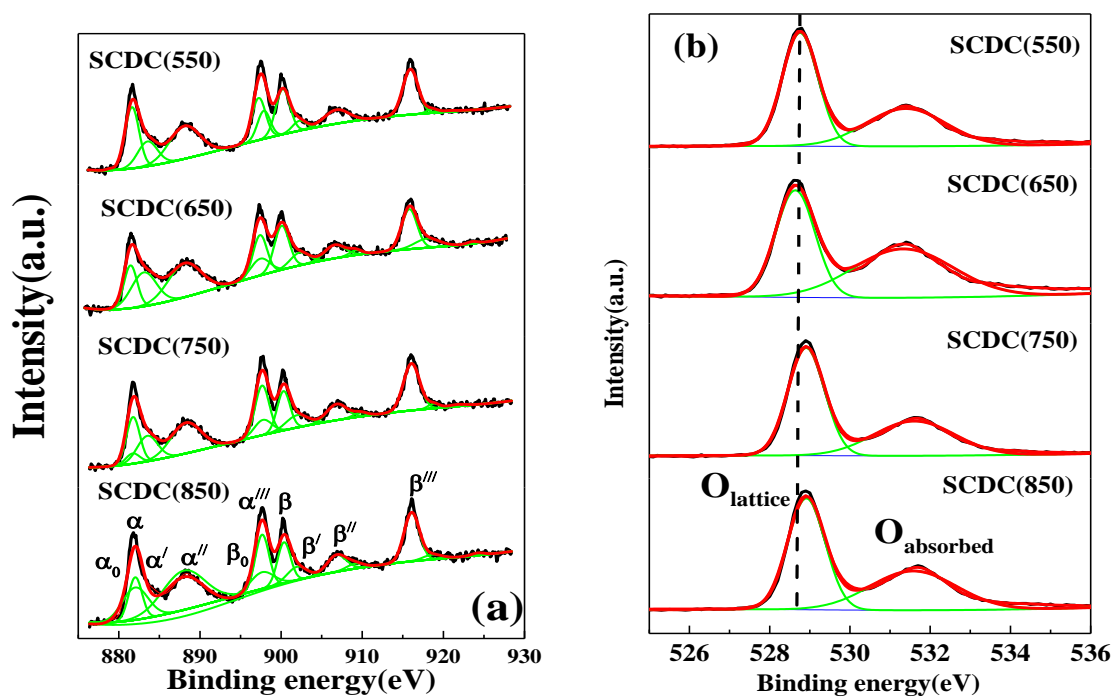 Intensity(a.u.)
SCDC(550)
SCDC(650)
SCDC(750)
SCDC(850)
α₀ α α′ α″ α‴ β₀ β β′ β″ β‴
(a)
880 890 900 910 920 930
Binding energy(eV)
(b)
Intensity(a.u.)
SCDC(550)
SCDC(650)
SCDC(750)
SCDC(850)
O lattice
O absorbed
526 528 530 532 534 536
Binding energy(eV)